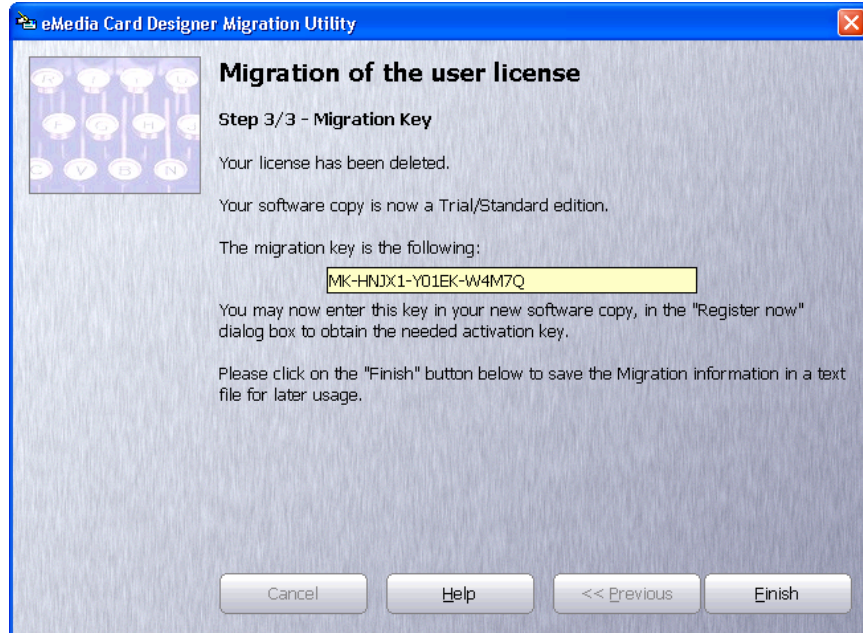 eMedia Card Designer Migration Utility
Migration of the user license
Step 3/3 - Migration Key
Your license has been deleted.
Your software copy is now a Trial/Standard edition.
The migration key is the following:
MK-HNJX1-Y01EK-W4M7Q
You may now enter this key in your new software copy, in the "Register now"
dialog box to obtain the needed activation key.
Please click on the "Finish" button below to save the Migration information in a text
file for later usage.
R T Y U
F G H J
C V B N
Cancel
Help
<< Previous
Finish